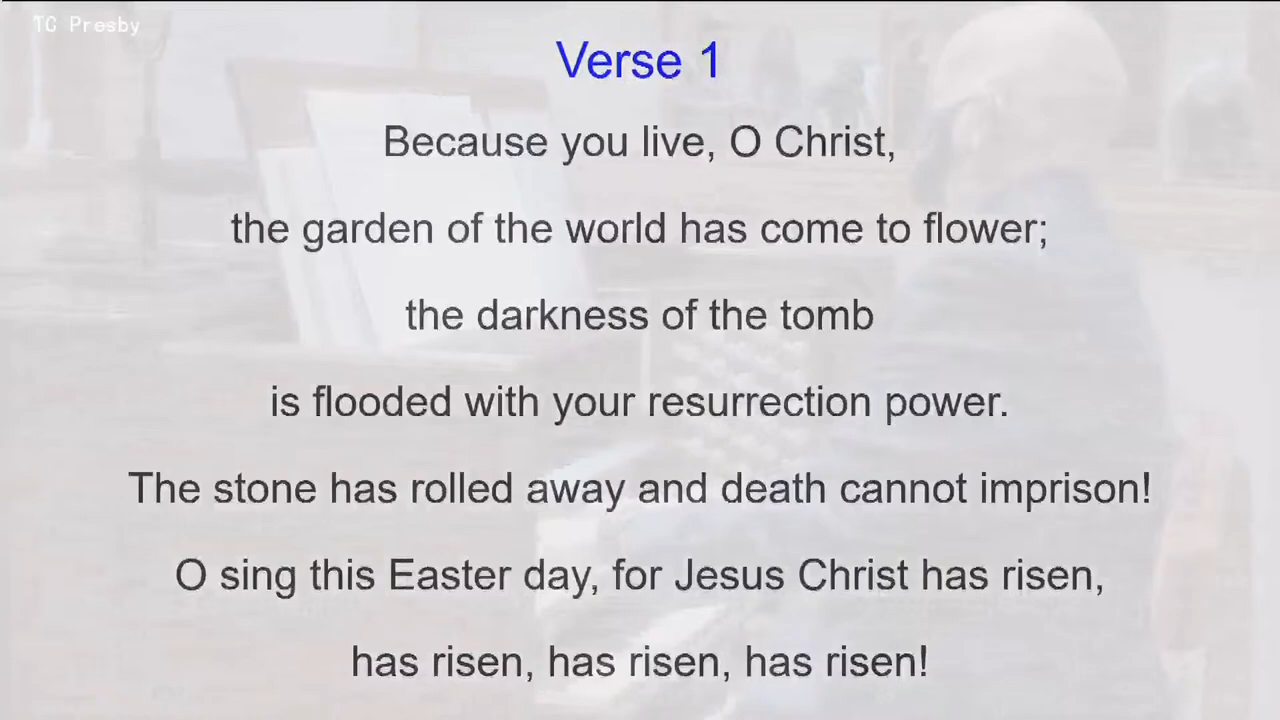 TC Presby
Verse 1
Because you live, O Christ,
the garden of the world has come to flower;
the darkness of the tomb
is flooded with your resurrection power.
The stone has rolled away and death cannot imprison!
O sing this Easter day, for Jesus Christ has risen,
has risen, has risen, has risen!